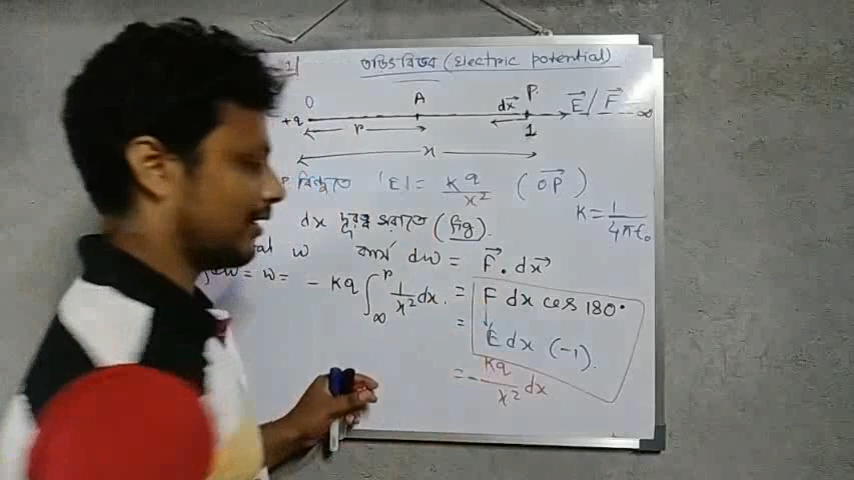 তড়িৎ বিভব (Electric potential)
O A dx⃗ P E⃗ / F⃗ ∞
+q r 1
x
P বিন্দুতে |E| = Kq/x² (OP⃗)
K = 1/4πϵ₀
dx দূরত্ব সরাতে (fig).
w কার্য dw = F⃗ . dx⃗
∫dw = w = - Kq ∫_∞^r 1/x² dx. = F dx cos 180°
= E dx (-1).
= - Kq/x² dx